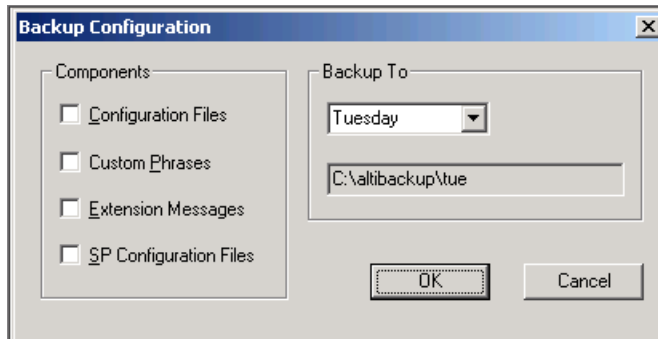 Backup Configuration
Components
Configuration Files
Custom Phrases
Extension Messages
SP Configuration Files
Backup To
Tuesday
C:\altibackup\tue
OK
Cancel